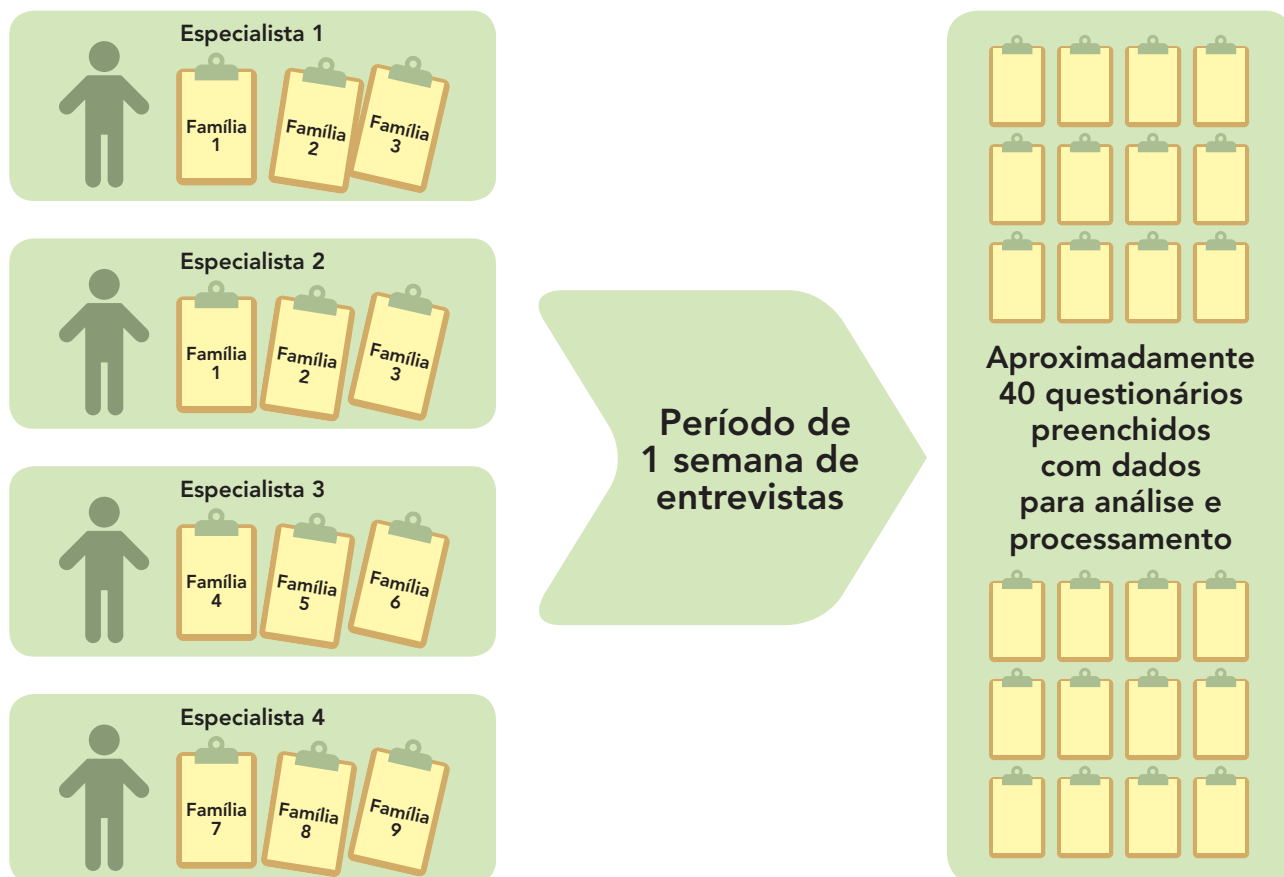 Especialista 1
Família
1
Família
2
Família
3
Especialista 2
Família
1
Família
2
Família
3
Especialista 3
Família
4
Família
5
Família
6
Especialista 4
Família
7
Família
8
Família
9
Período de
1 semana de
entrevistas
Aproximadamente
40 questionários
preenchidos
com dados
para análise e
processamento